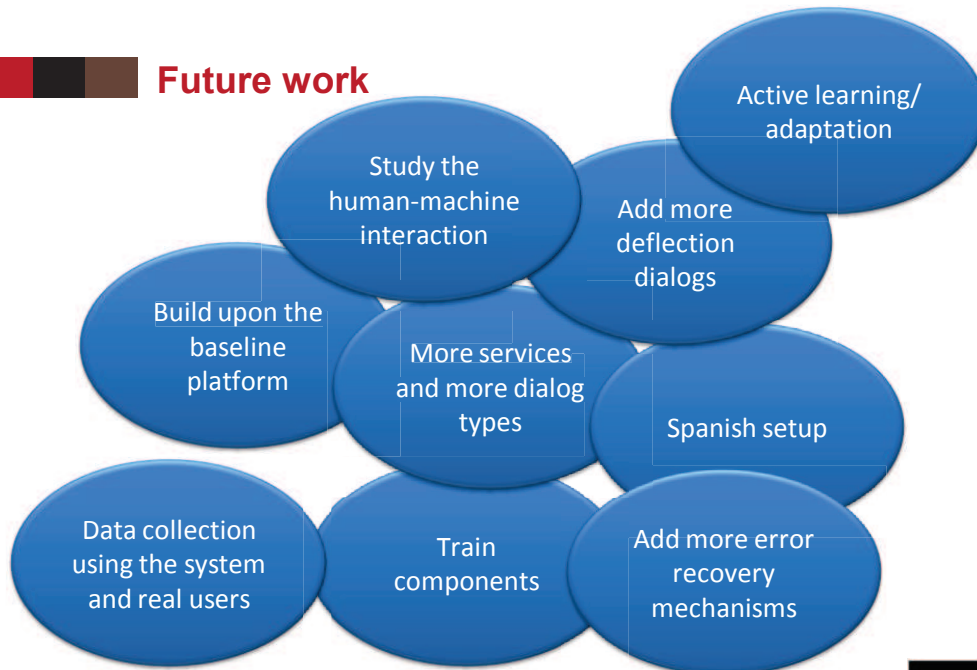 Future work
Active learning/
adaptation
Study the
human-machine
interaction
Add more
deflection
dialogs
Build upon the
baseline
platform
More services
and more dialog
types
Spanish setup
Data collection
using the system
and real users
Train
components
Add more error
recovery
mechanisms